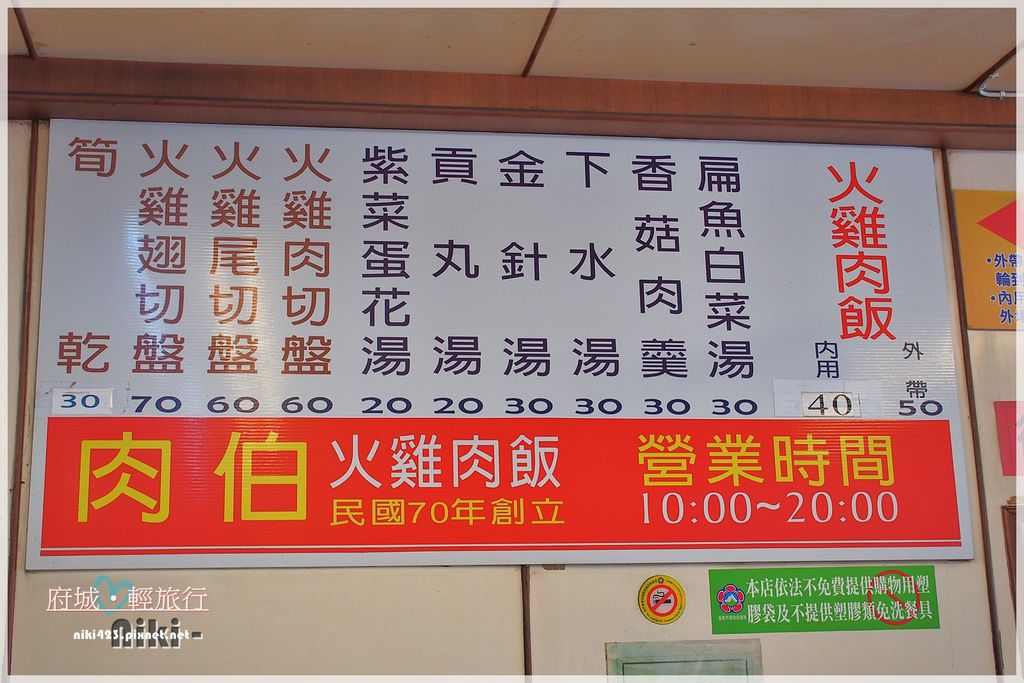 火雞肉飯
内用
40
外帶
50
扁魚白菜湯
30
香菇肉羹
30
下水湯
30
金針湯
30
貢丸湯
20
紫菜蛋花湯
20
火雞肉切盤
60
火雞尾切盤
60
火雞翅切盤
70
筍乾
30
肉伯
火雞肉飯
民國70年創立
營業時間
10:00~20:00
‧外帶
輪到
‧內用
本店依法不免費提供購物用塑
膠袋及不提供塑膠類免洗餐具
府城‧輕旅行
niki423.pixnet.net
Niki -